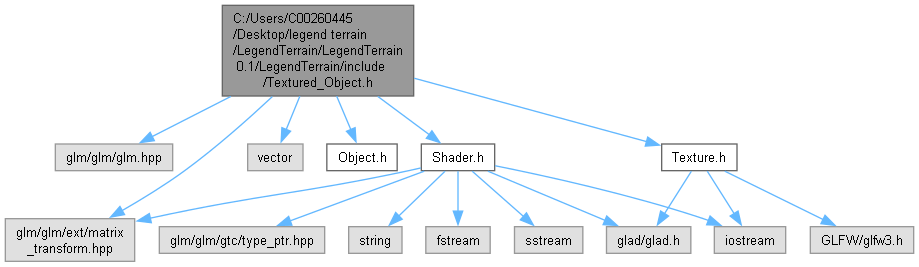 C:/Users/C00260445
/Desktop/legend terrain
/LegendTerrain/LegendTerrain
0.1/LegendTerrain/include
/Textured_Object.h
glm/glm/glm.hpp
vector
Object.h
Shader.h
Texture.h
glm/glm/ext/matrix
_transform.hpp
glm/glm/gtc/type_ptr.hpp
string
fstream
sstream
glad/glad.h
iostream
GLFW/glfw3.h